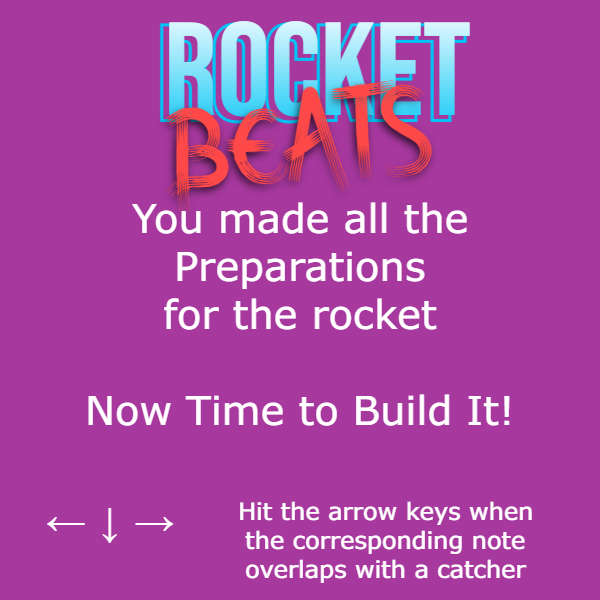 ROCKET
BEATS
You made all the
Preparations
for the rocket
Now Time to Build It!
← ↓ →
Hit the arrow keys when
the corresponding note
overlaps with a catcher